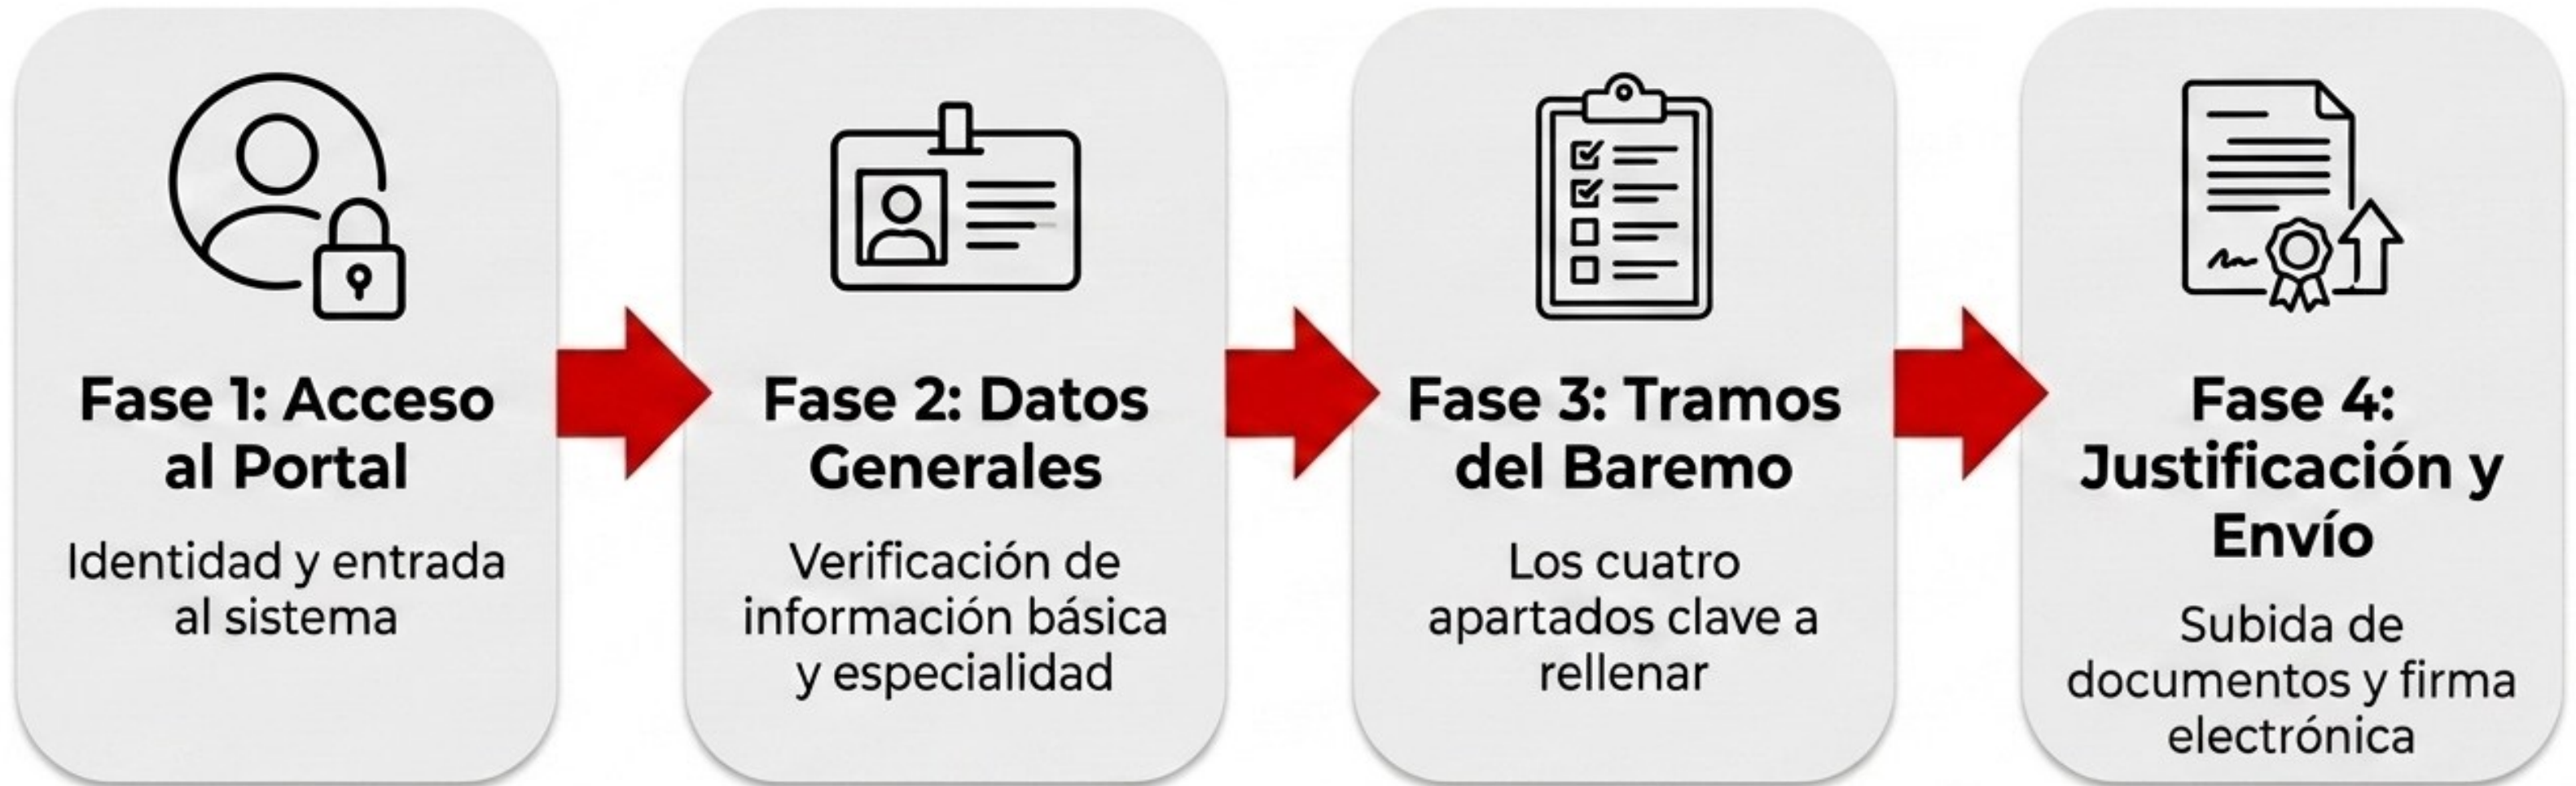 Fase 1: Acceso
al Portal
Identidad y entrada
al sistema
Fase 2: Datos
Generales
Verificación de
información básica
y especialidad
Fase 3: Tramos
del Baremo
Los cuatro
apartados clave a
rellenar
Fase 4:
Justificación y
Envío
Subida de
documentos y firma
electrónica